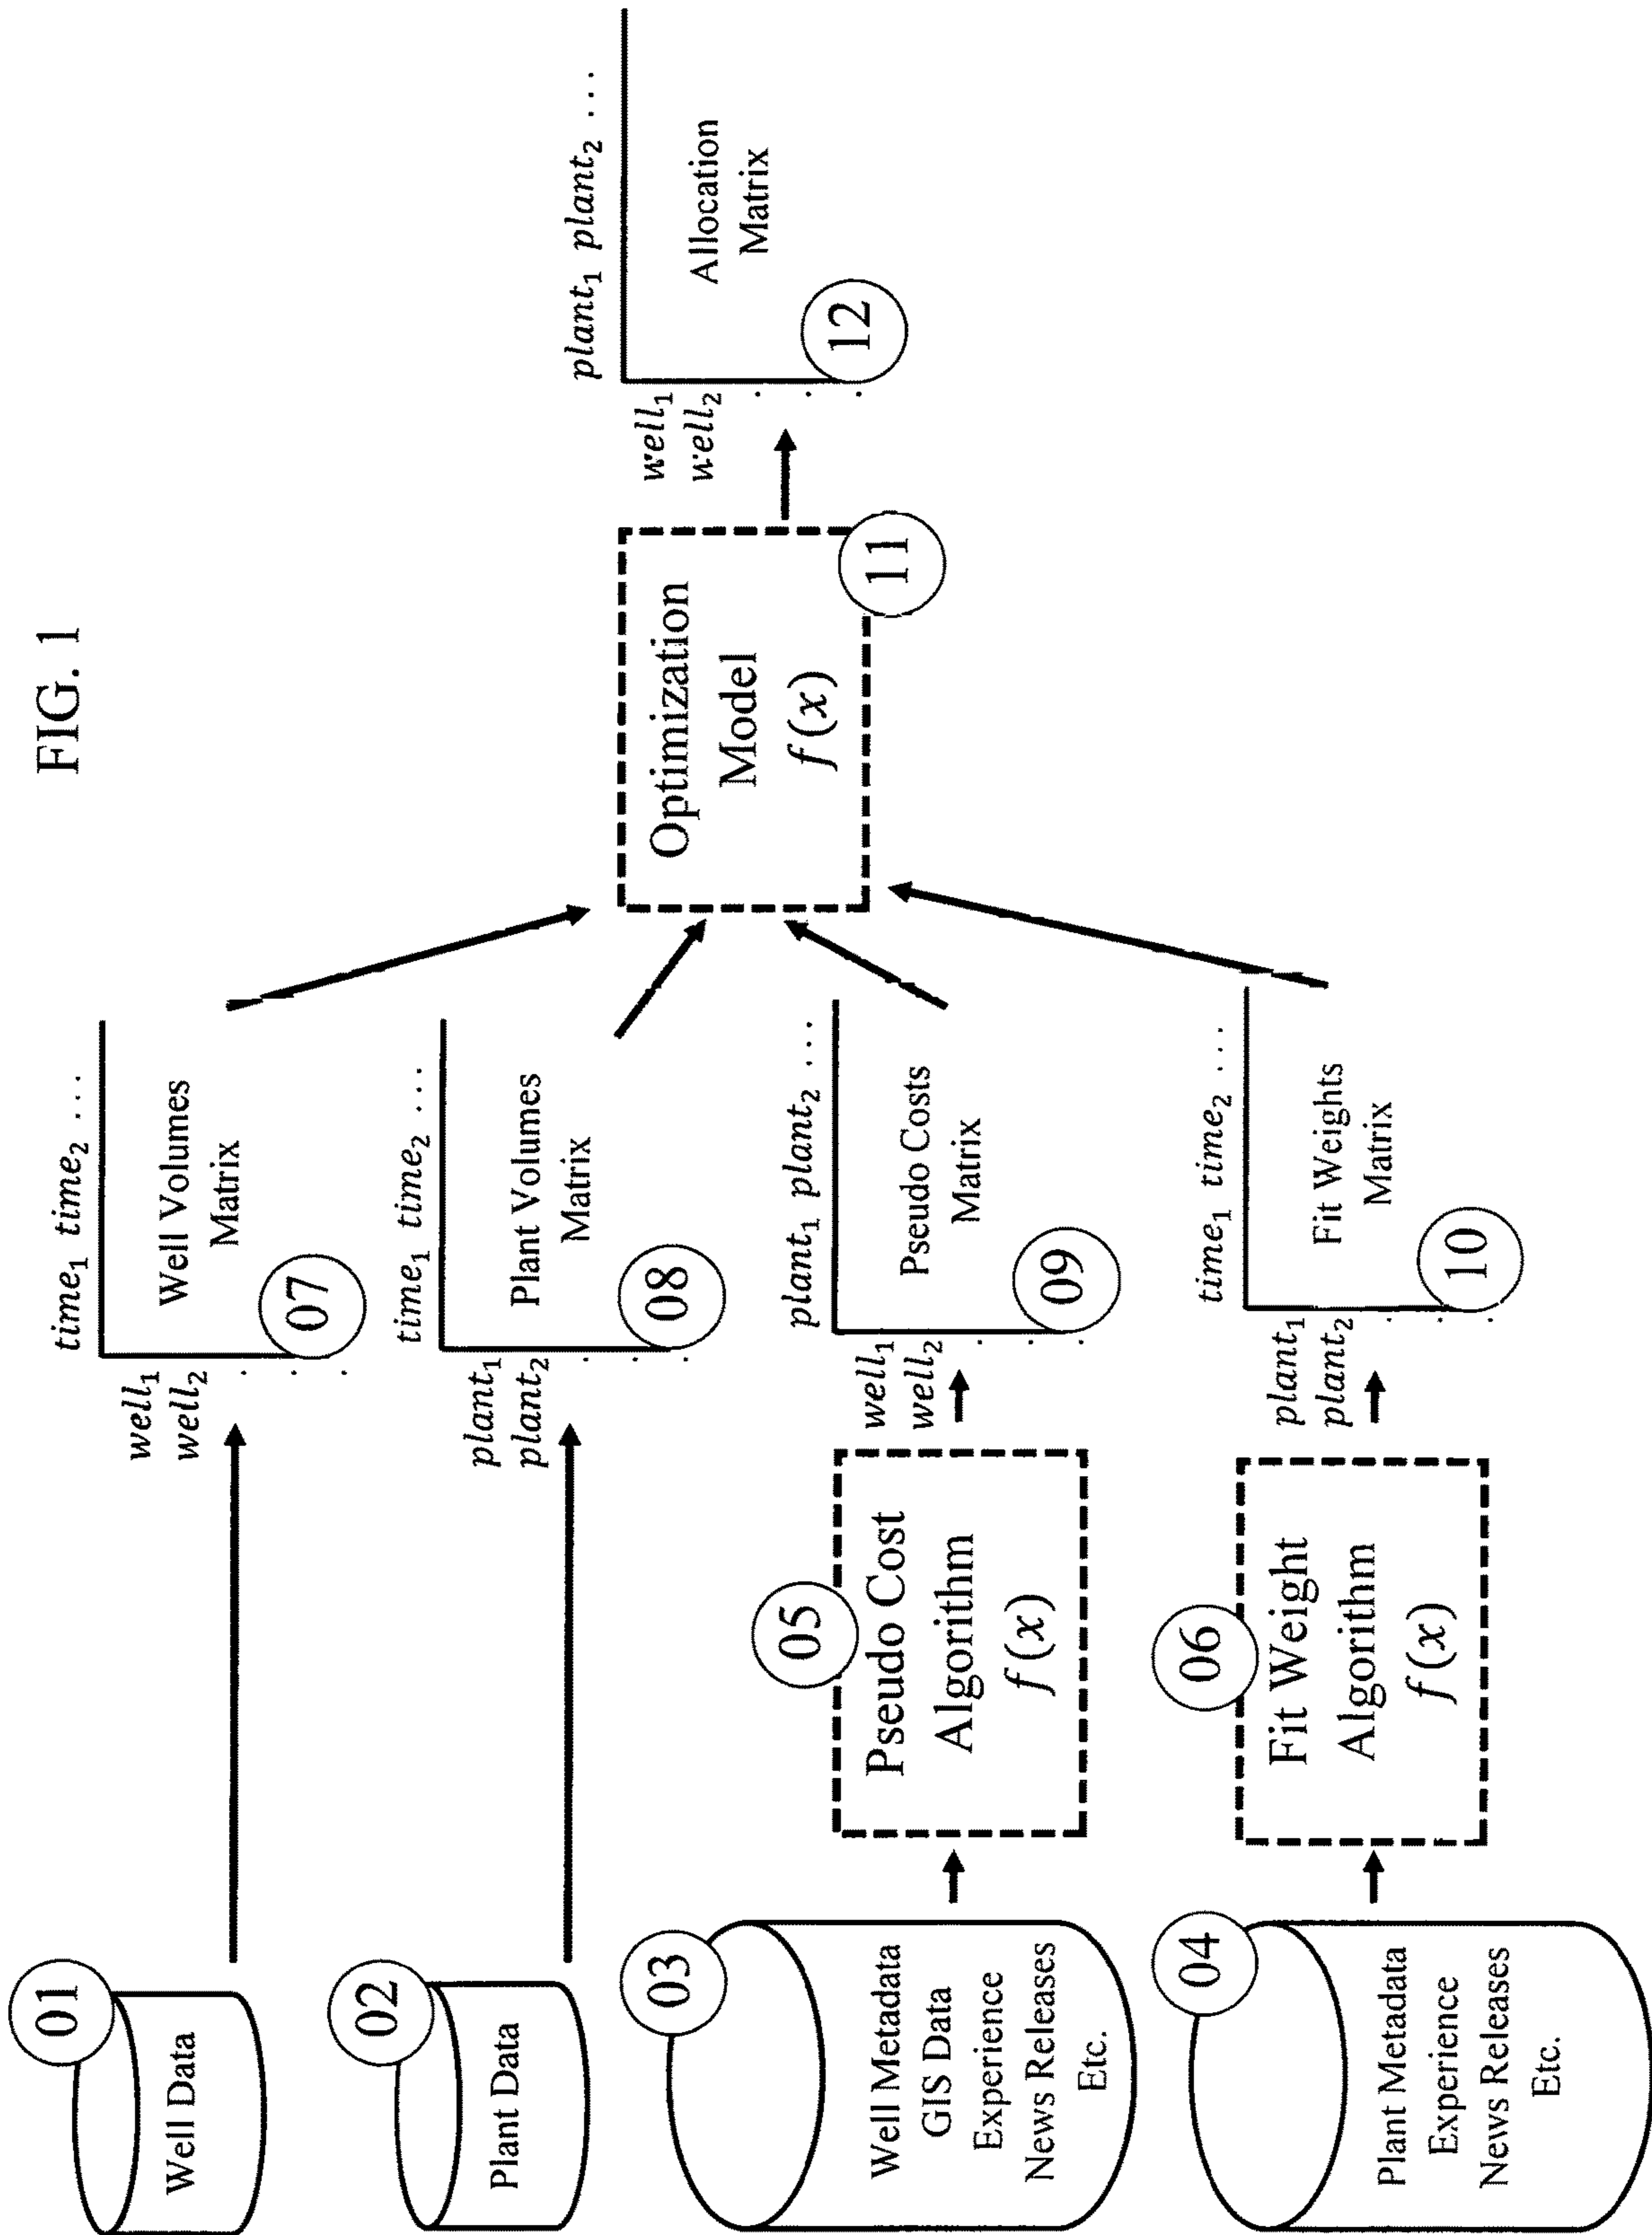 FIG. 1
01
Well Data
02
Plant Data
03
Well Metadata
GIS Data
Experience
News Releases
Etc.
04
Plant Metadata
Experience
News Releases
Etc.
05
Pseudo Cost
Algorithm
f(x)
06
Fit Weight
Algorithm
f(x)
time₁ time₂ ...
well₁
well₂
Well Volumes
Matrix
07
time₁ time₂ ...
plant₁
plant₂
Plant Volumes
Matrix
08
plant₁ plant₂ ...
well₁
well₂
Pseudo Costs
Matrix
09
time₁ time₂ ...
plant₁
plant₂
Fit Weights
Matrix
10
Optimization
Model
f(x)
11
plant₁ plant₂ ...
well₁
well₂
Allocation
Matrix
12